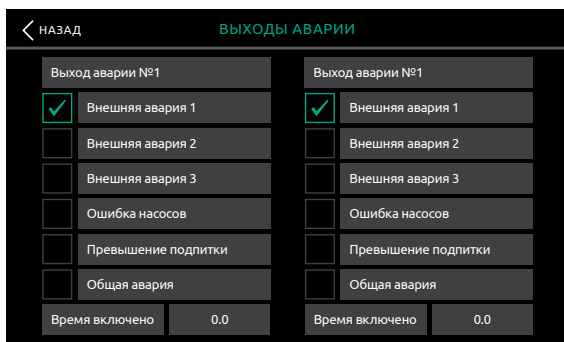 НАЗАД
ВЫХОДЫ АВАРИИ
Выход аварии №1
Внешняя авария 1
Внешняя авария 2
Внешняя авария 3
Ошибка насосов
Превышение подпитки
Общая авария
Время включено 0.0
Выход аварии №1
Внешняя авария 1
Внешняя авария 2
Внешняя авария 3
Ошибка насосов
Превышение подпитки
Общая авария
Время включено 0.0